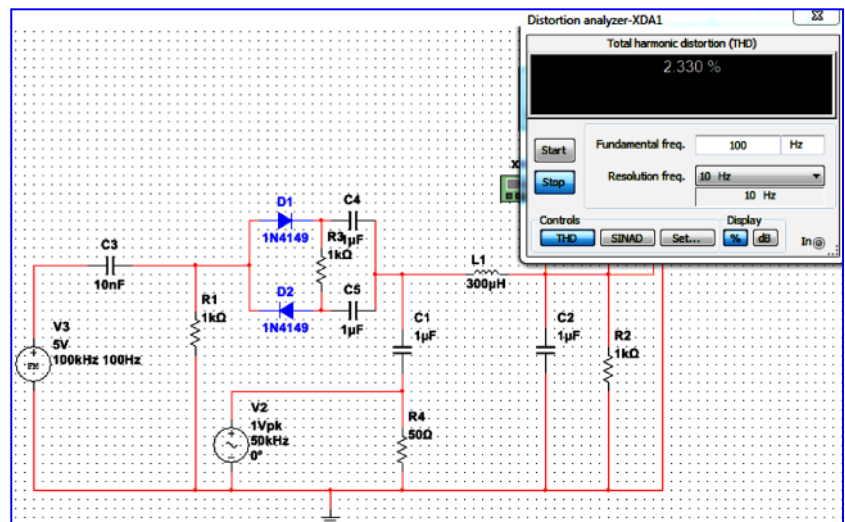 Distortion analyzer-XDA1
Total harmonic distortion (THD)
2.330 %
Start
Stop
Fundamental freq.
100
Hz
Resolution freq.
10 Hz
10 Hz
Controls
THD
SINAD
Set...
Display
%
dB
In
X
D1
1N4149
C4
1µF
R3
1kΩ
D2
1N4149
C5
1µF
C3
10nF
R1
1kΩ
L1
300µH
C1
1µF
C2
1µF
R2
1kΩ
V3
5V
100kHz 100Hz
FM
V2
1Vpk
50kHz
0°
R4
50Ω